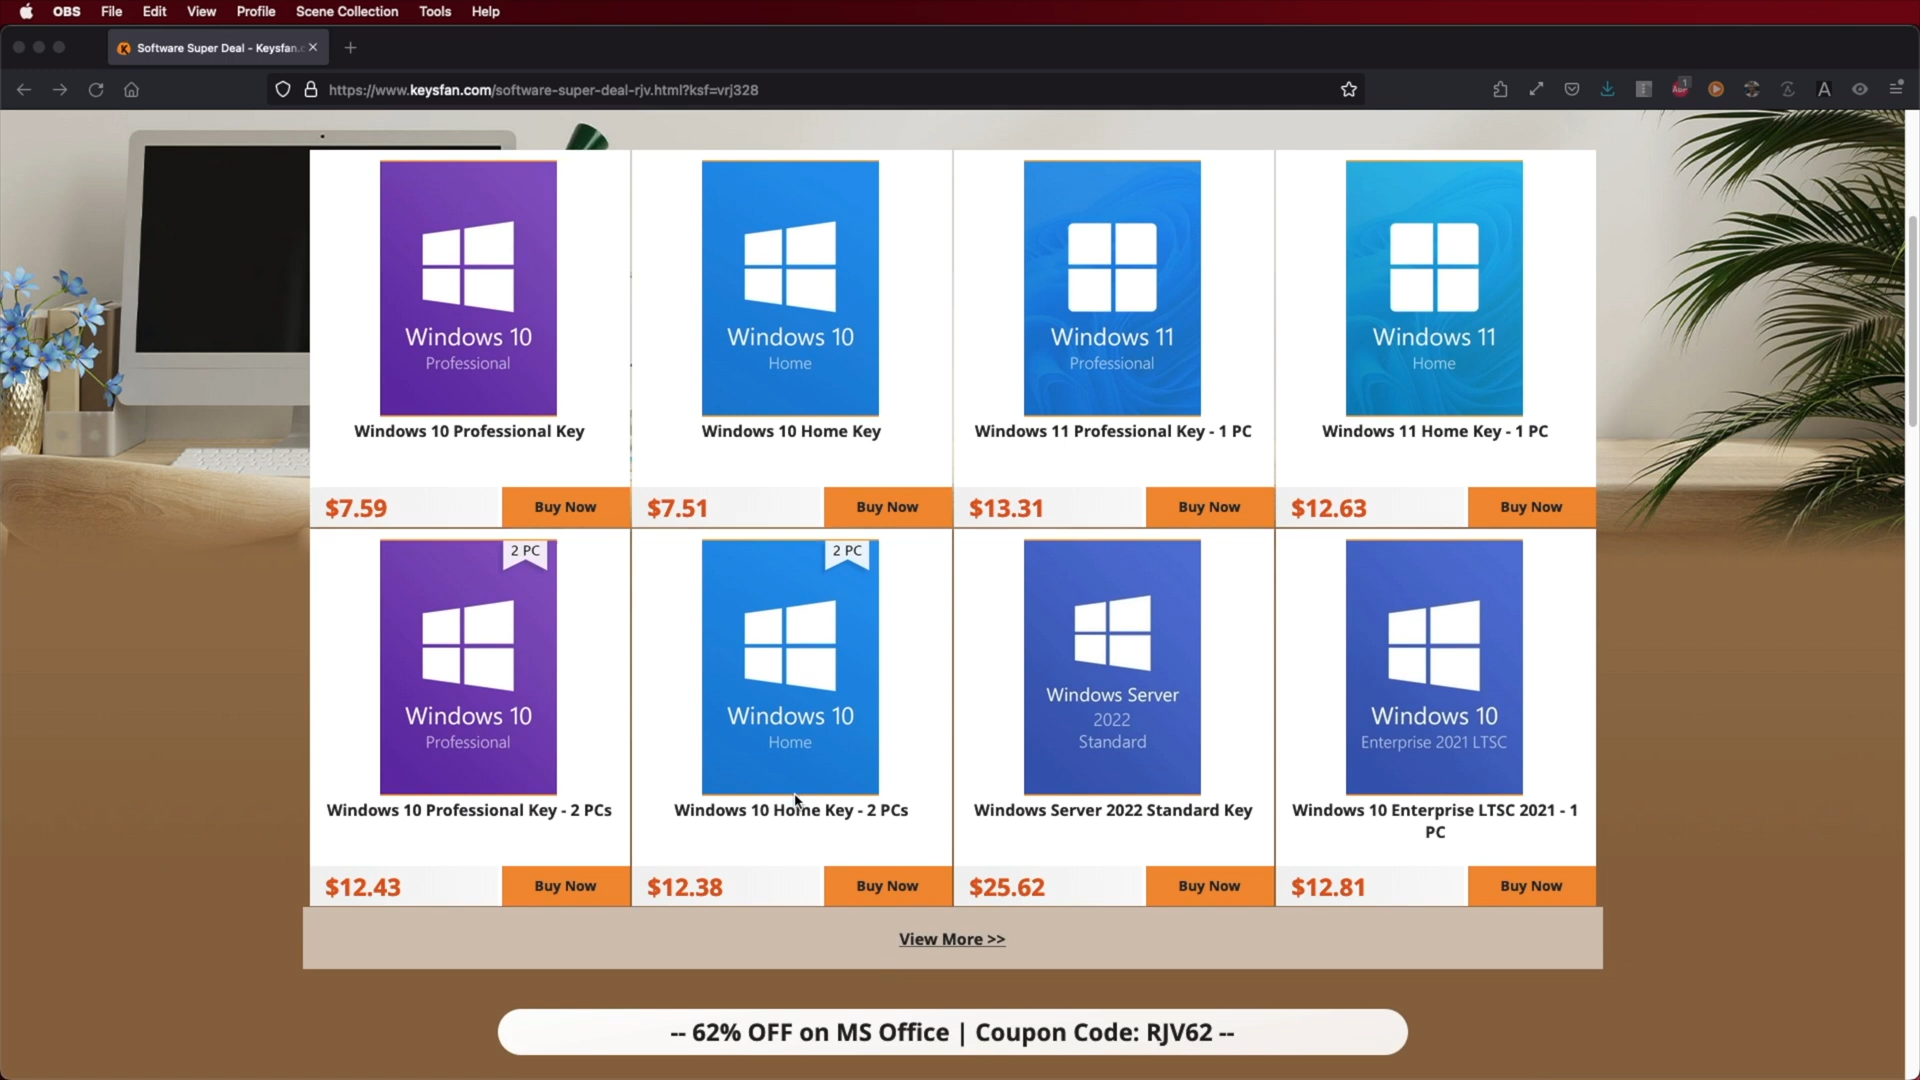 OBS File Edit View Profile Scene Collection Tools Help
Software Super Deal - Keysfan.c
https://www.keysfan.com/software-super-deal-rjv.html?ksf=vrj328
1
A
Windows 10
Professional
Windows 10 Professional Key
$7.59 Buy Now
Windows 10
Home
Windows 10 Home Key
$7.51 Buy Now
Windows 11
Professional
Windows 11 Professional Key - 1 PC
$13.31 Buy Now
Windows 11
Home
Windows 11 Home Key - 1 PC
$12.63 Buy Now
2 PC
Windows 10
Professional
Windows 10 Professional Key - 2 PCs
$12.43 Buy Now
2 PC
Windows 10
Home
Windows 10 Home Key - 2 PCs
$12.38 Buy Now
Windows Server
2022
Standard
Windows Server 2022 Standard Key
$25.62 Buy Now
Windows 10
Enterprise 2021 LTSC
Windows 10 Enterprise LTSC 2021 - 1
PC
$12.81 Buy Now
View More >>
-- 62% OFF on MS Office | Coupon Code: RJV62 --